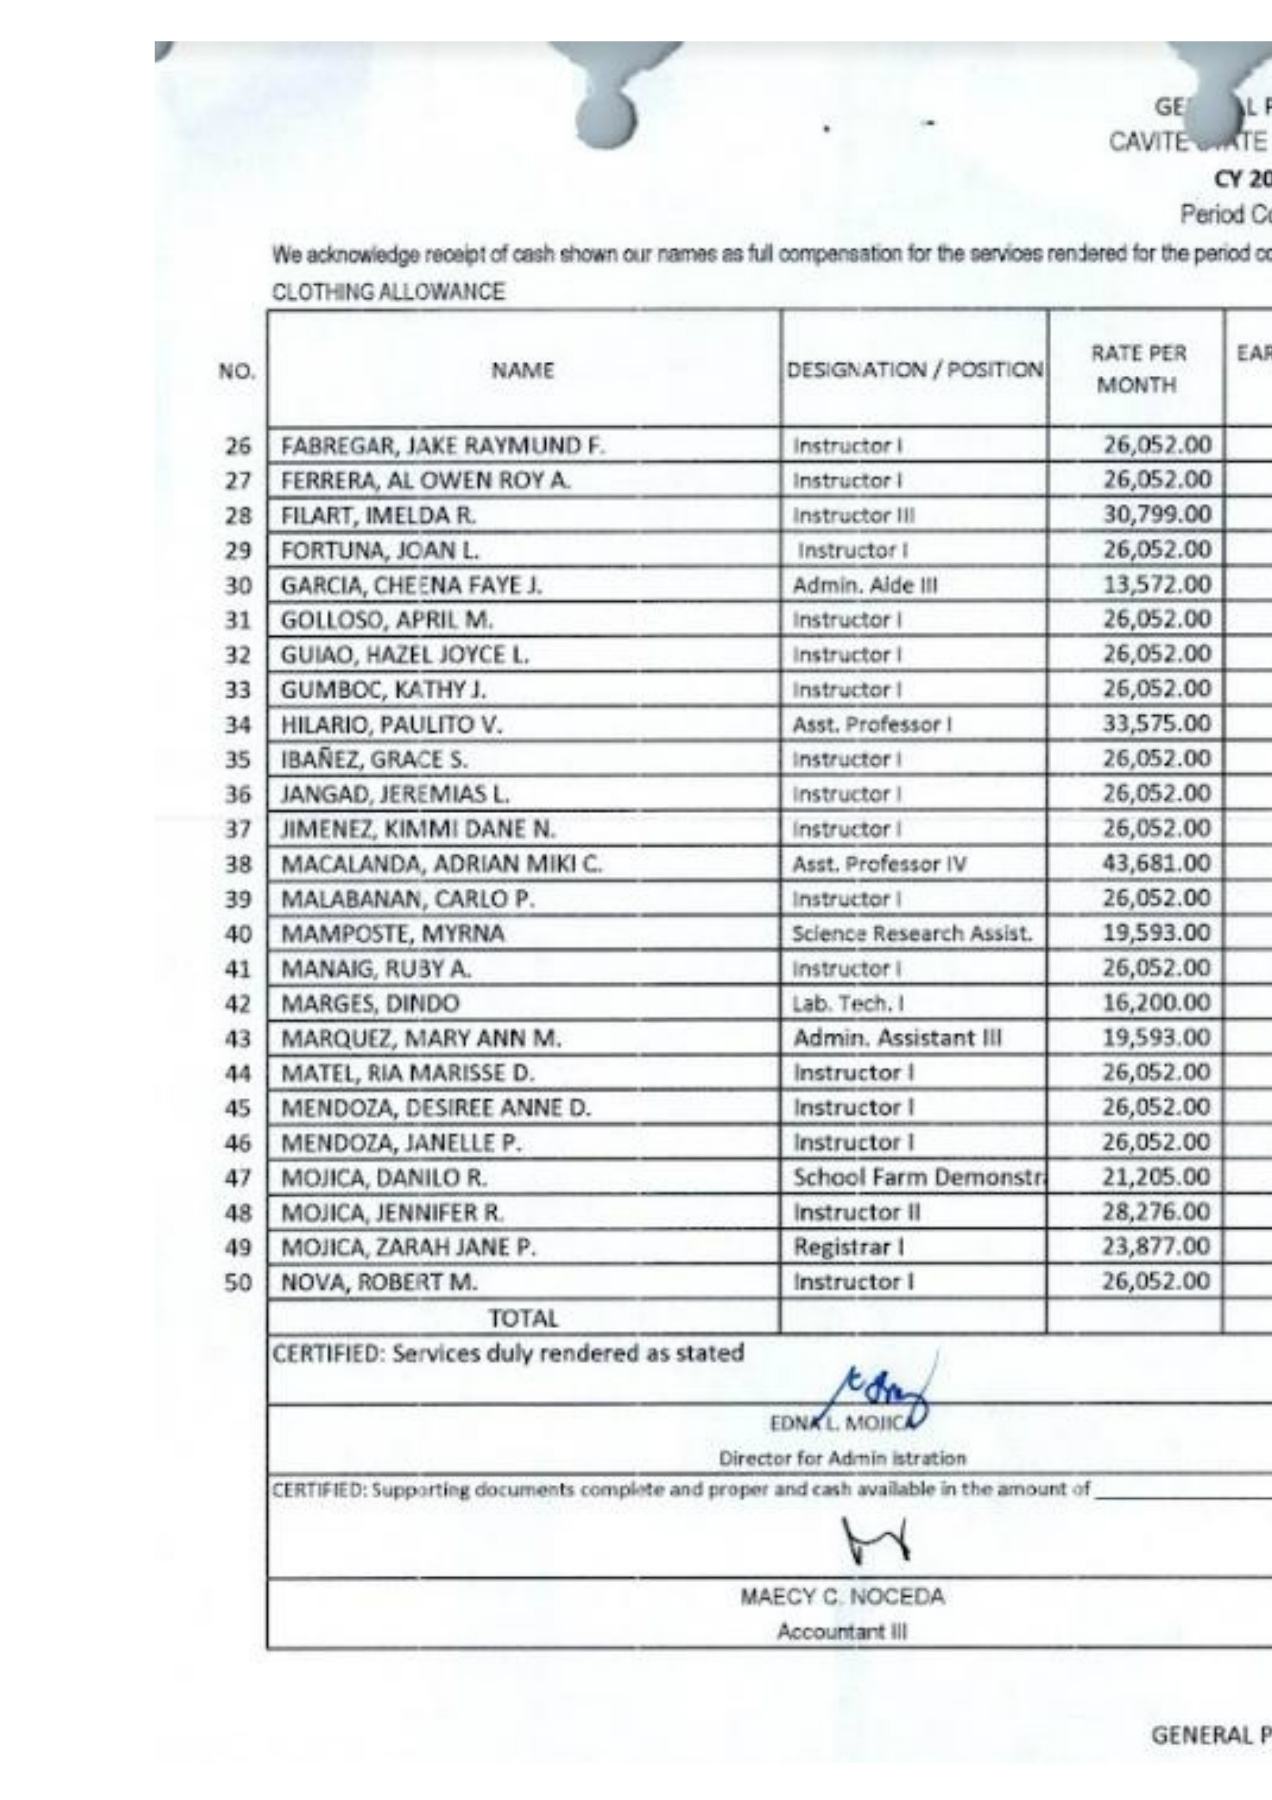 GE L P
CAVITE STATE
CY 20
Period Co
We acknowledge receipt of cash shown our names as full compensation for the services rendered for the period co
CLOTHING ALLOWANCE
NO. NAME DESIGNATION / POSITION RATE PER MONTH EAR
26 FABREGAR, JAKE RAYMUND F. Instructor I 26,052.00
27 FERRERA, AL OWEN ROY A. Instructor I 26,052.00
28 FILART, IMELDA R. Instructor III 30,799.00
29 FORTUNA, JOAN L. Instructor I 26,052.00
30 GARCIA, CHEENA FAYE J. Admin. Aide III 13,572.00
31 GOLLOSO, APRIL M. Instructor I 26,052.00
32 GUIAO, HAZEL JOYCE L. Instructor I 26,052.00
33 GUMBOC, KATHY J. Instructor I 26,052.00
34 HILARIO, PAULITO V. Asst. Professor I 33,575.00
35 IBAÑEZ, GRACE S. Instructor I 26,052.00
36 JANGAD, JEREMIAS L. Instructor I 26,052.00
37 JIMENEZ, KIMMI DANE N. Instructor I 26,052.00
38 MACALANDA, ADRIAN MIKI C. Asst. Professor IV 43,681.00
39 MALABANAN, CARLO P. Instructor I 26,052.00
40 MAMPOSTE, MYRNA Science Research Assist. 19,593.00
41 MANAIG, RUBY A. Instructor I 26,052.00
42 MARGES, DINDO Lab. Tech. I 16,200.00
43 MARQUEZ, MARY ANN M. Admin. Assistant III 19,593.00
44 MATEL, RIA MARISSE D. Instructor I 26,052.00
45 MENDOZA, DESIREE ANNE D. Instructor I 26,052.00
46 MENDOZA, JANELLE P. Instructor I 26,052.00
47 MOJICA, DANILO R. School Farm Demonstr 21,205.00
48 MOJICA, JENNIFER R. Instructor II 28,276.00
49 MOJICA, ZARAH JANE P. Registrar I 23,877.00
50 NOVA, ROBERT M. Instructor I 26,052.00
TOTAL
CERTIFIED: Services duly rendered as stated
EDNA L. MOJICA
Director for Admin istration
CERTIFIED: Supporting documents complete and proper and cash available in the amount of
MAECY C. NOCEDA
Accountant III
GENERAL P